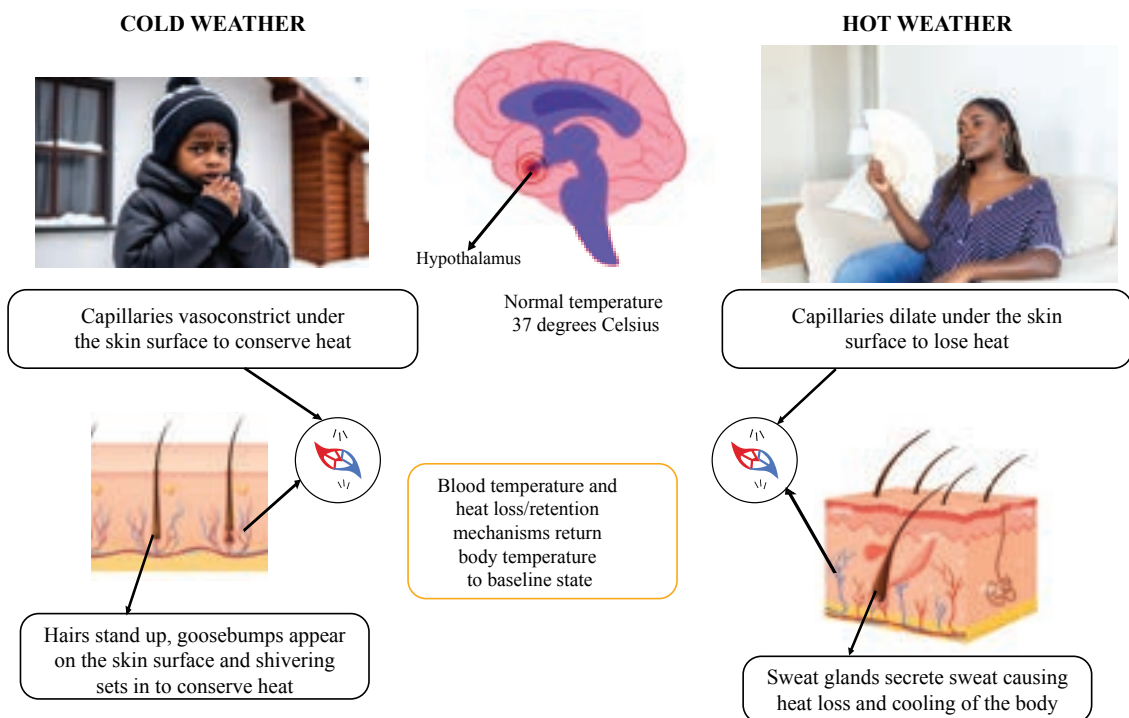 COLD WEATHER
HOT WEATHER
Hypothalamus
Normal temperature
37 degrees Celsius
Capillaries vasoconstrict under
the skin surface to conserve heat
Capillaries dilate under the skin
surface to lose heat
Blood temperature and
heat loss/retention
mechanisms return
body temperature
to baseline state
Hairs stand up, goosebumps appear
on the skin surface and shivering
sets in to conserve heat
Sweat glands secrete sweat causing
heat loss and cooling of the body